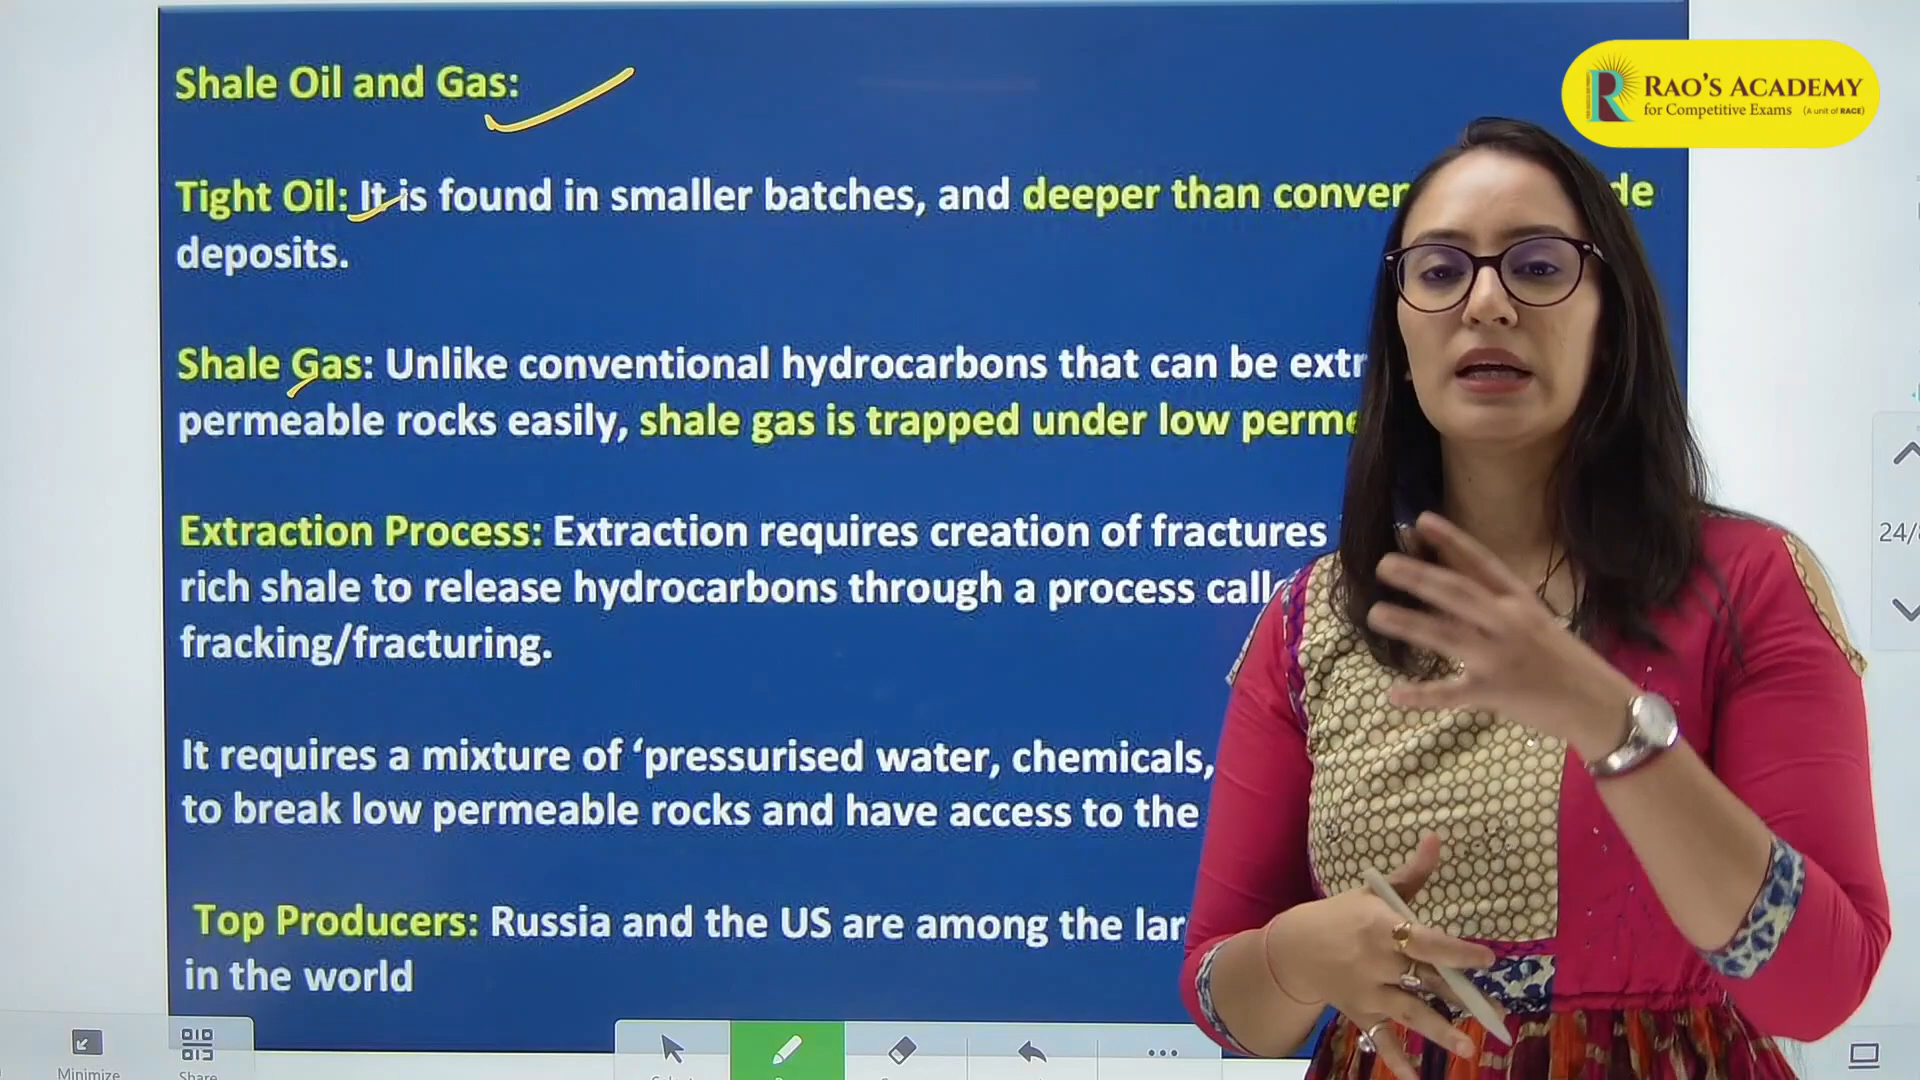 Shale Oil and Gas:
RAO'S ACADEMY
for Competitive Exams (A unit of RACE)
Tight Oil: It is found in smaller batches, and deeper than conver de
deposits.
Shale Gas: Unlike conventional hydrocarbons that can be extr
permeable rocks easily, shale gas is trapped under low perme
Extraction Process: Extraction requires creation of fractures
rich shale to release hydrocarbons through a process calle
fracking/fracturing.
It requires a mixture of ‘pressurised water, chemicals,
to break low permeable rocks and have access to the
Top Producers: Russia and the US are among the lar
in the world
24/
Minimize
Share